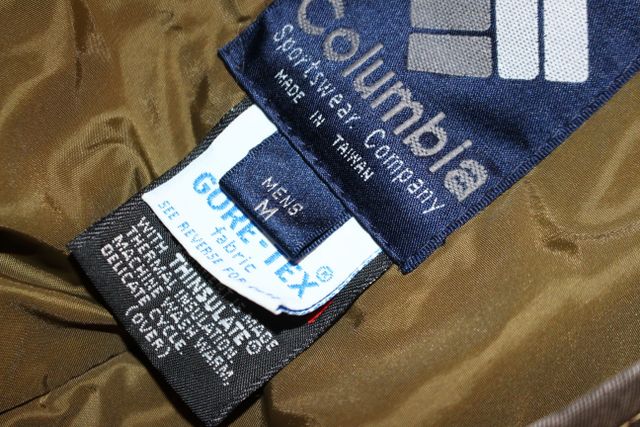 Columbia
Sportswear Company
MADE IN TAIWAN
MENS
M
GORE-TEX®
fabric
SEE REVERSE FOR
WITH THINSULATE®
THERMAL INSULATION
MACHINE WASH WARM,
DELICATE CYCLE.
(OVER)